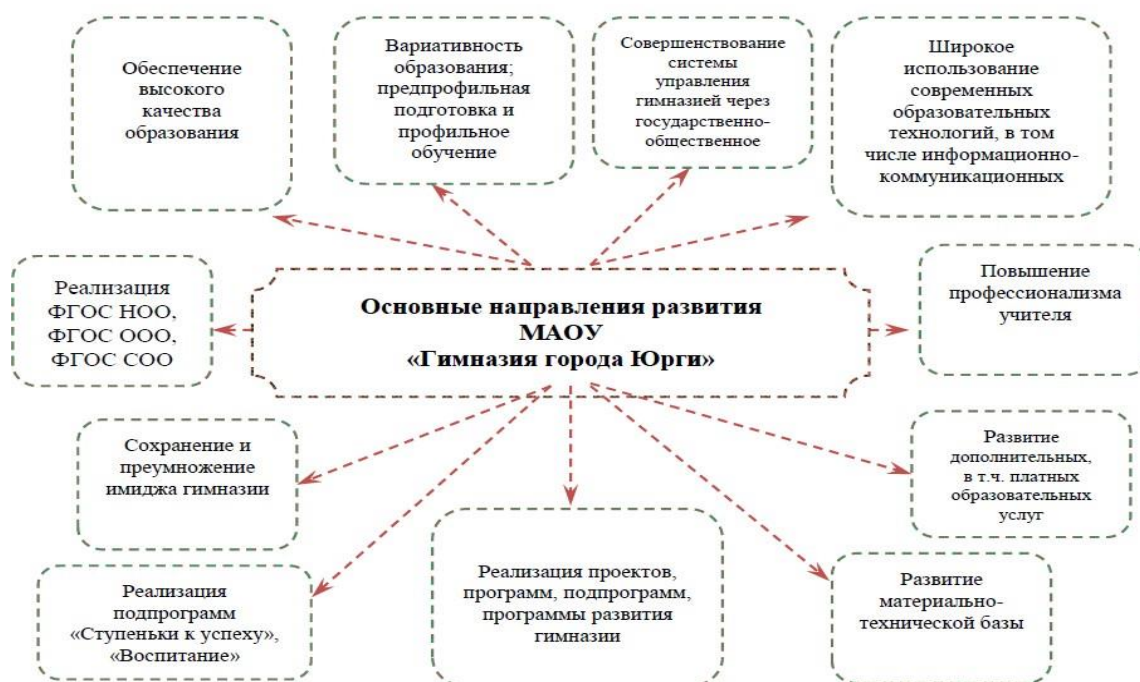 Обеспечение
высокого
качества
образования
Вариативность
образования;
предпрофильная
подготовка и
профильное
обучение
Совершенствование
системы
управления
гимназией через
государственно-
общественное
Широкое
использование
современных
образовательных
технологий, в том
числе информационно-
коммуникационных
Реализация
ФГОС НОО,
ФГОС ООО,
ФГОС СОО
Основные направления развития
МАОУ
«Гимназия города Юрги»
Повышение
профессионализма
учителя
Сохранение и
преумножение
имиджа гимназии
Развитие
дополнительных,
в т.ч. платных
образовательных
услуг
Реализация
подпрограмм
«Ступеньки к успеху»,
«Воспитание»
Реализация проектов,
программ, подпрограмм,
программы развития
гимназии
Развитие
материально-
технической базы